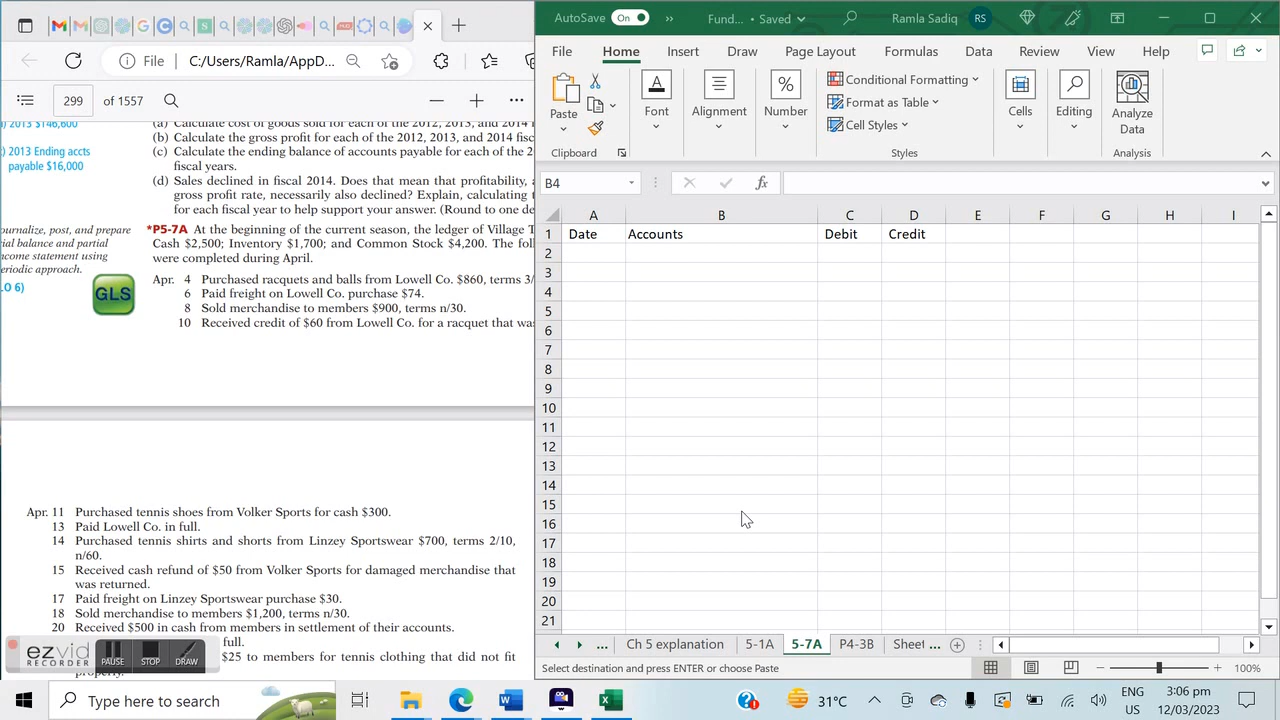 AutoSave On Fund... • Saved Ramla Sadiq RS
File C:/Users/Ramla/AppD...
File Home Insert Draw Page Layout Formulas Data Review View Help
299 of 1557
Paste Font Alignment Number Conditional Formatting Format as Table Cell Styles Cells Editing Analyze Data
Clipboard Styles Analysis
B4 fx
A B C D E F G H I
1 Date Accounts Debit Credit
2
3
4
5
6
7
8
9
10
11
12
13
14
15
16
17
18
19
20
21
2013 $146,600
(a) Calculate cost of goods sold for each of the 2012, 2013, and 2014
(b) Calculate the gross profit for each of the 2012, 2013, and 2014 fisc
2013 Ending accts
payable $16,000
(c) Calculate the ending balance of accounts payable for each of the 2
fiscal years.
(d) Sales declined in fiscal 2014. Does that mean that profitability, a
gross profit rate, necessarily also declined? Explain, calculating
for each fiscal year to help support your answer. (Round to one de
ournalize, post, and prepare
ial balance and partial
ncome statement using
eriodic approach.
.O 6)
GLS
*P5-7A At the beginning of the current season, the ledger of Village T
Cash $2,500; Inventory $1,700; and Common Stock $4,200. The fol
were completed during April.
Apr. 4 Purchased racquets and balls from Lowell Co. $860, terms 3/
6 Paid freight on Lowell Co. purchase $74.
8 Sold merchandise to members $900, terms n/30.
10 Received credit of $60 from Lowell Co. for a racquet that was
Apr. 11 Purchased tennis shoes from Volker Sports for cash $300.
13 Paid Lowell Co. in full.
14 Purchased tennis shirts and shorts from Linzey Sportswear $700, terms 2/10,
n/60.
15 Received cash refund of $50 from Volker Sports for damaged merchandise that
was returned.
17 Paid freight on Linzey Sportswear purchase $30.
18 Sold merchandise to members $1,200, terms n/30.
20 Received $500 in cash from members in settlement of their accounts.
full.
$25 to members for tennis clothing that did not fit
properly.
ezvid
RECORDER
PAUSE STOP DRAW
... Ch 5 explanation 5-1A 5-7A P4-3B Sheet ...
Select destination and press ENTER or choose Paste 100%
Type here to search 31°C ENG US 3:06 pm 12/03/2023